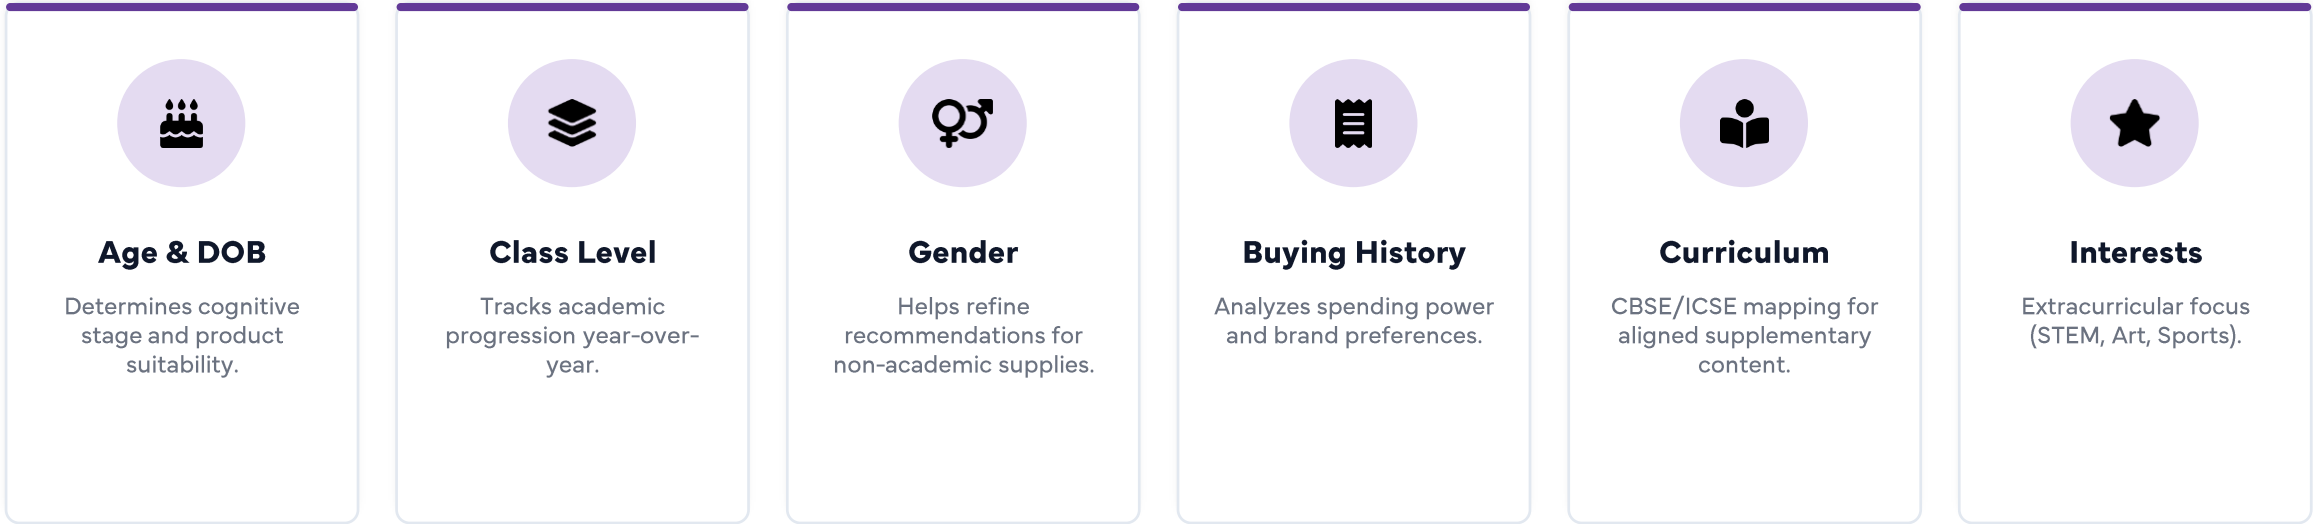 Age & DOB
Determines cognitive
stage and product
suitability.
Class Level
Tracks academic
progression year-over-
year.
Gender
Helps refine
recommendations for
non-academic supplies.
Buying History
Analyzes spending power
and brand preferences.
Curriculum
CBSE/ICSE mapping for
aligned supplementary
content.
Interests
Extracurricular focus
(STEM, Art, Sports).